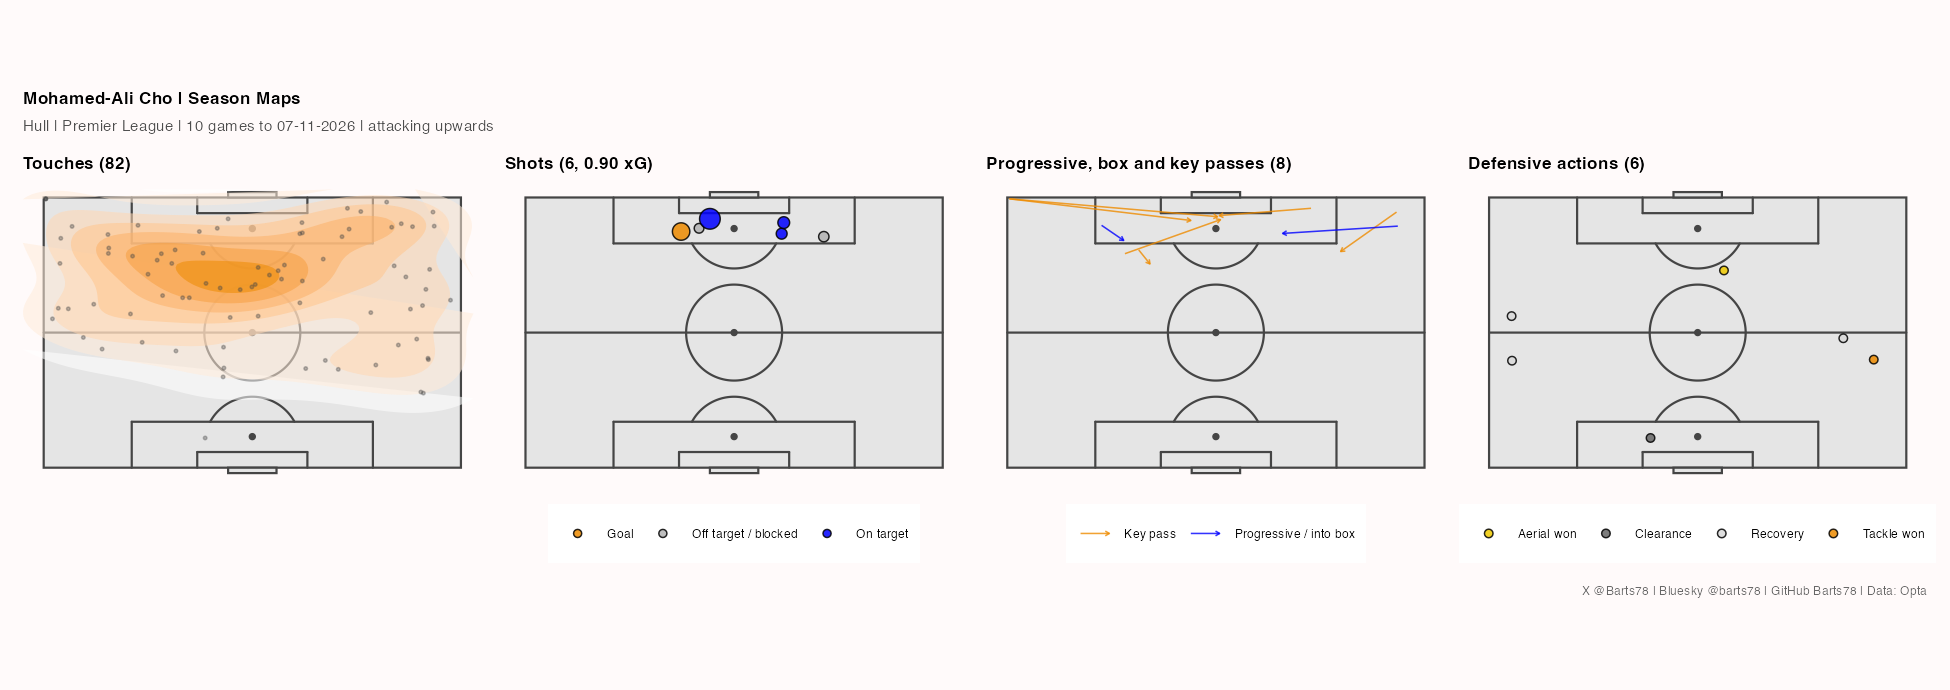 Mohamed-Ali Cho | Season Maps
Hull | Premier League | 10 games to 07-11-2026 | attacking upwards
Touches (82)
Shots (6, 0.90 xG)
Progressive, box and key passes (8)
Defensive actions (6)
Goal
Off target / blocked
On target
Key pass
Progressive / into box
Aerial won
Clearance
Recovery
Tackle won
X @Barts78 | Bluesky @barts78 | GitHub Barts78 | Data: Opta